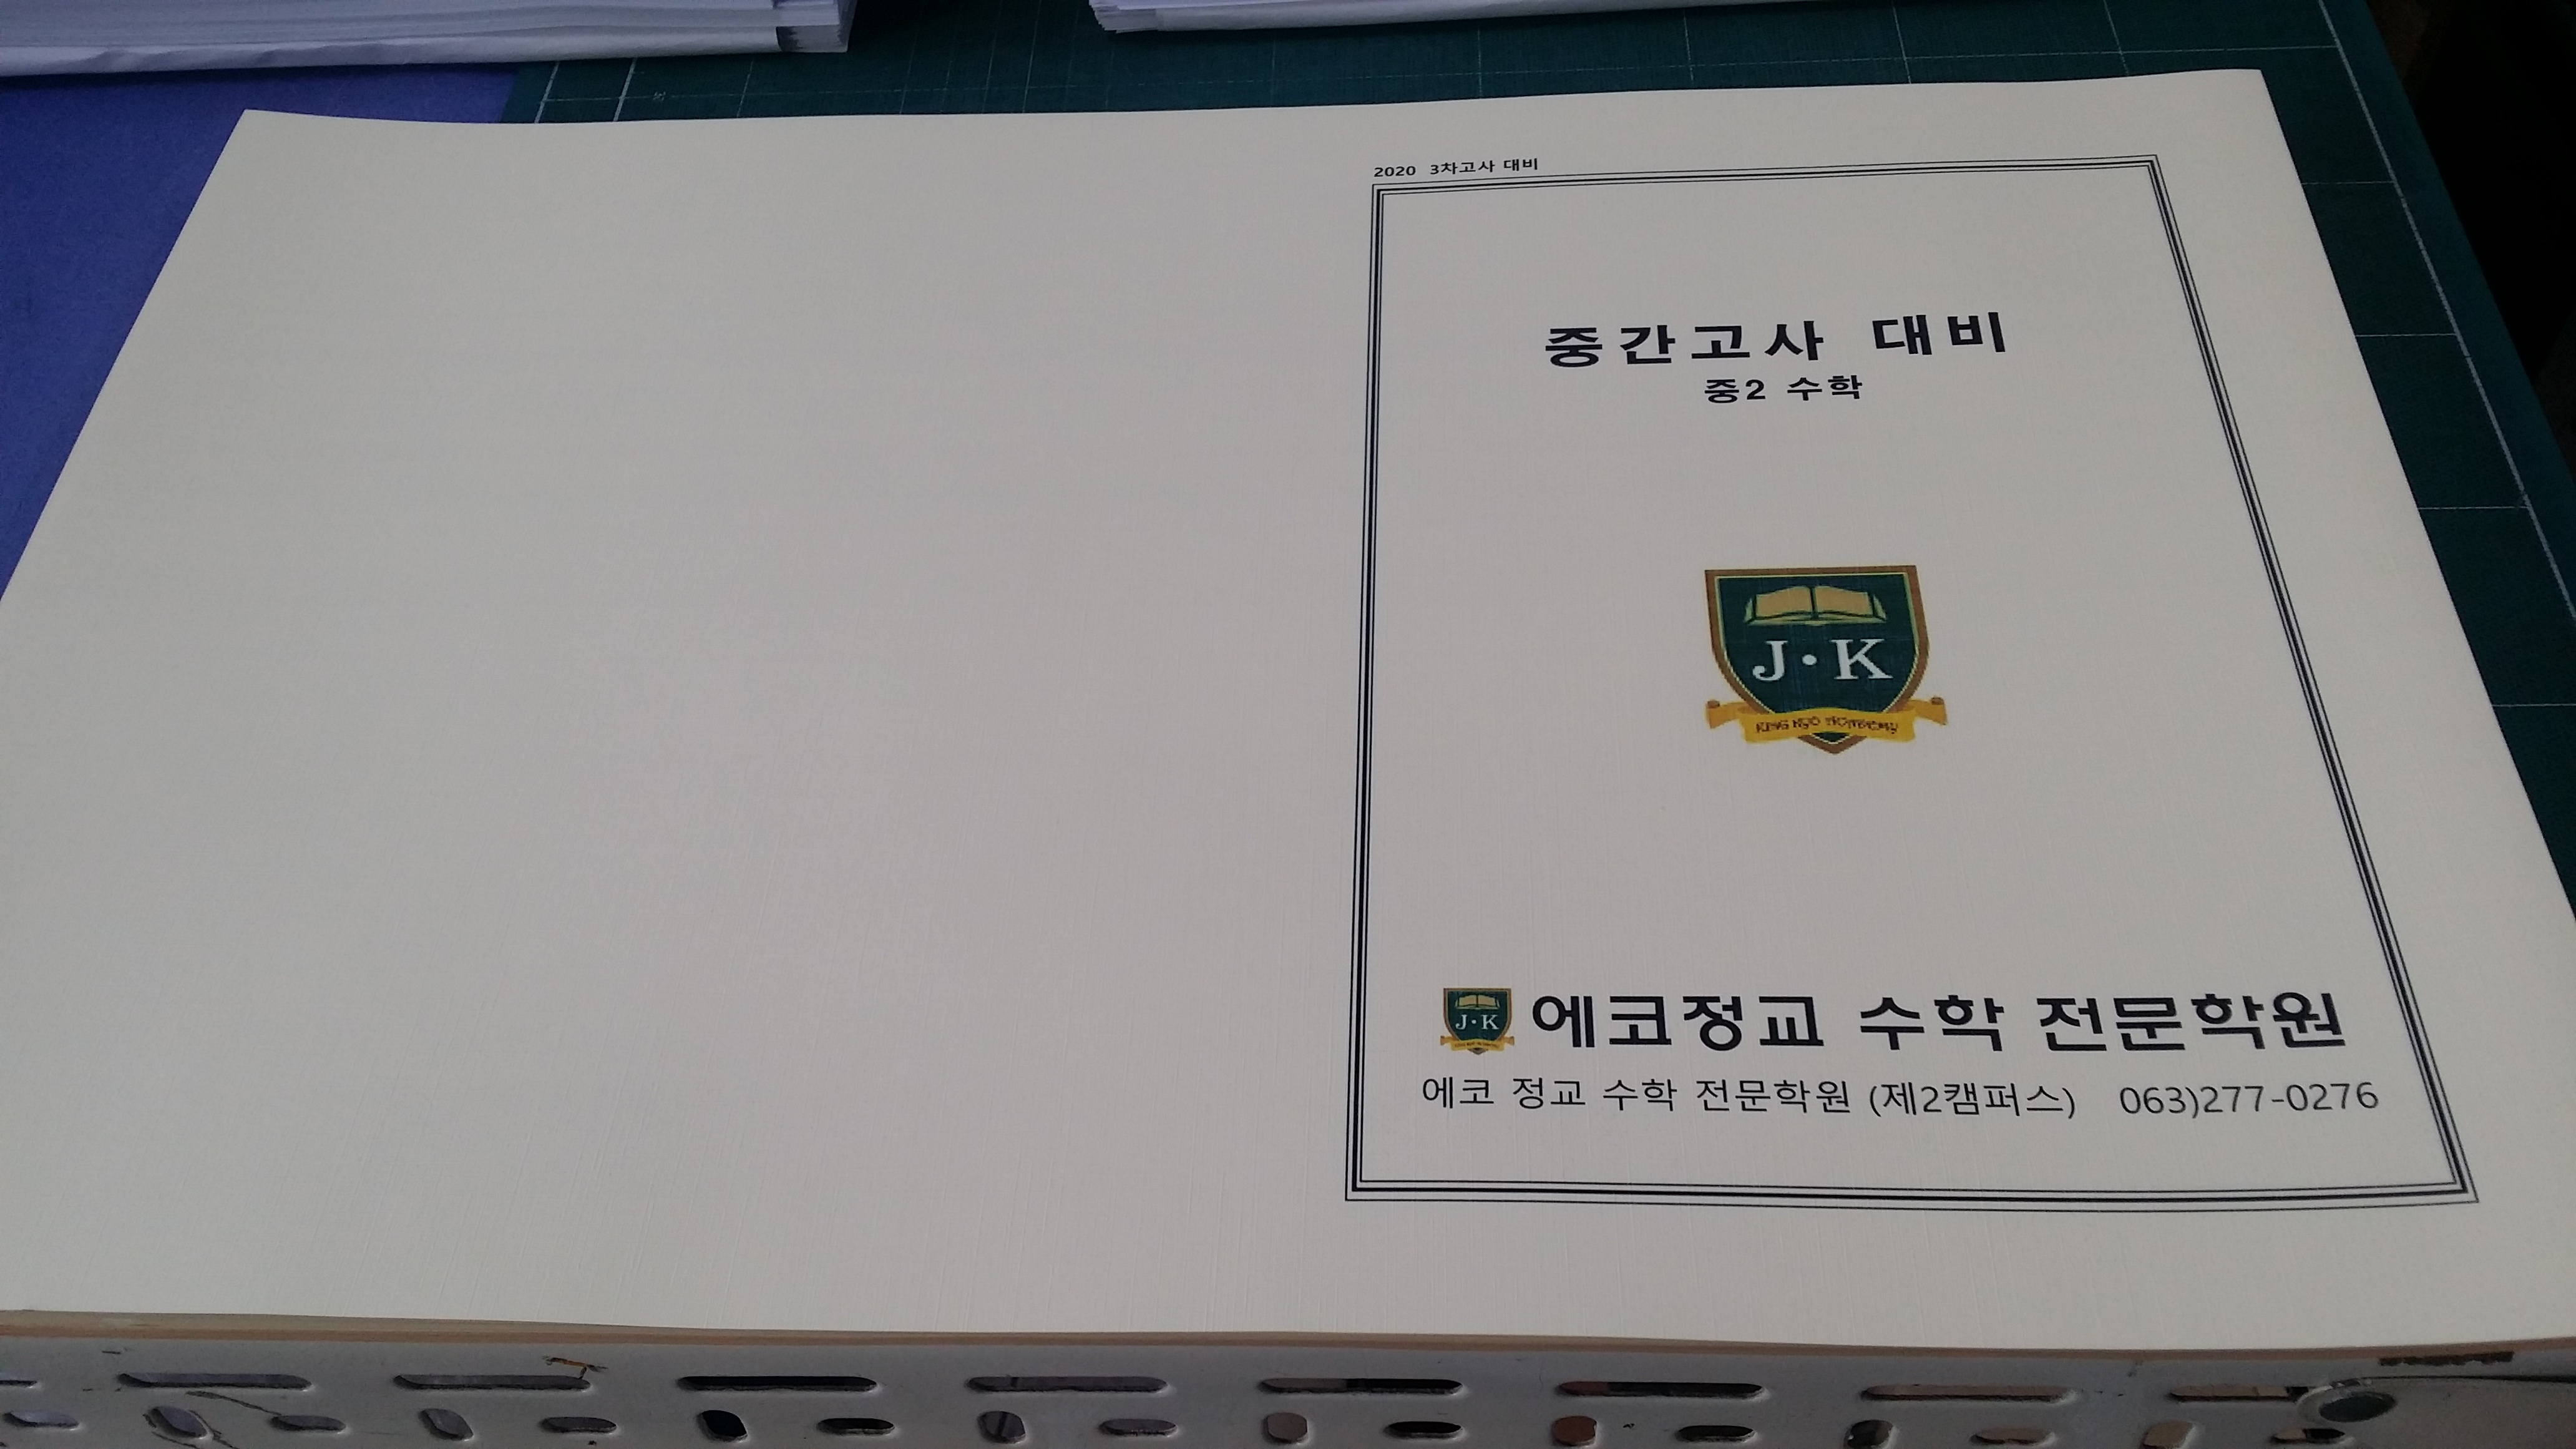 2020 3차고사 대비
중간고사 대비
중2 수학
J·K
J·K 에코정교 수학 전문학원
에코 정교 수학 전문학원 (제2캠퍼스) 063)277-0276